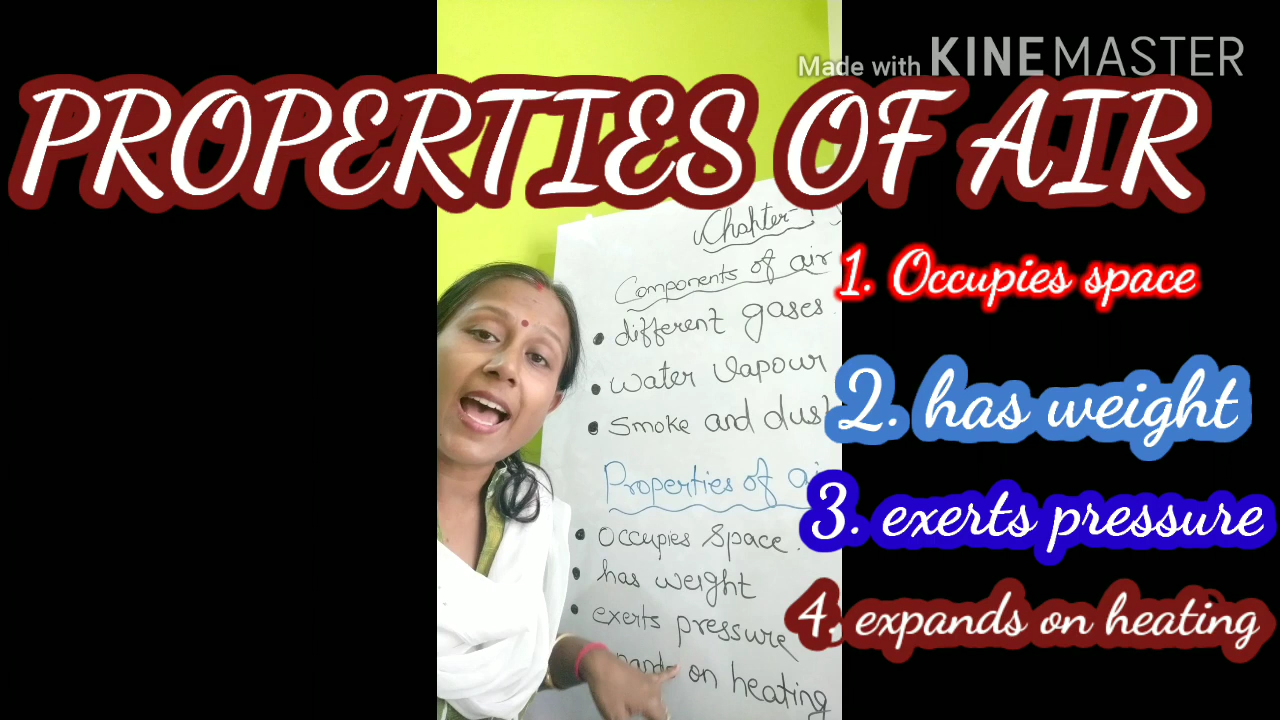 Made with KINEMASTER
PROPERTIES OF AIR
Components of air
different gases
water vapour
Smoke and dust
Properties of
occupies space.
has weight
exerts pressure
on heating
1. Occupies space
2. has weight
3. exerts pressure
4. expands on heating